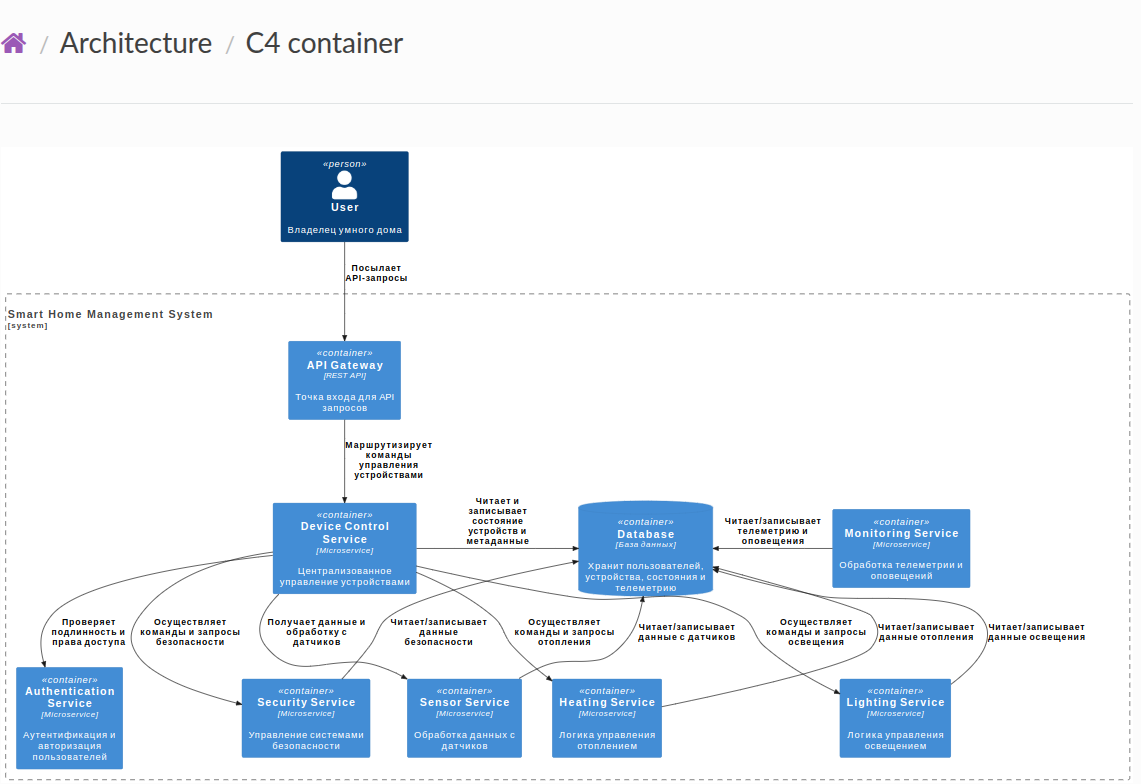 / Architecture / C4 container
«person»
User
Владелец умного дома
Посылает
API-запросы
Smart Home Management System
[system]
«container»
API Gateway
[REST API]
Точка входа для API
запросов
Маршрутизирует
команды
управления
устройствами
«container»
Device Control
Service
[Microservice]
Централизованное
управление устройствами
Читает и
записывает
состояние
устройств и
метаданные
«container»
Database
[База данных]
Хранит пользователей,
устройства, состояния и
телеметрию
Читает/записывает
телеметрию и
оповещения
«container»
Monitoring Service
[Microservice]
Обработка телеметрии и
оповещений
Проверяет
подлинность и
права доступа
Осуществляет
команды и запросы
безопасности
Получает данные и
обработку с
датчиков
Читает/записывает
данные
безопасности
Осуществляет
команды и запросы
отопления
Читает/записывает
данные с датчиков
Осуществляет
команды и запросы
освещения
Читает/записывает
данные отопления
Читает/записывает
данные освещения
«container»
Authentication
Service
[Microservice]
Аутентификация и
авторизация
пользователей
«container»
Security Service
[Microservice]
Управление системами
безопасности
«container»
Sensor Service
[Microservice]
Обработка данных с
датчиков
«container»
Heating Service
[Microservice]
Логика управления
отоплением
«container»
Lighting Service
[Microservice]
Логика управления
освещением